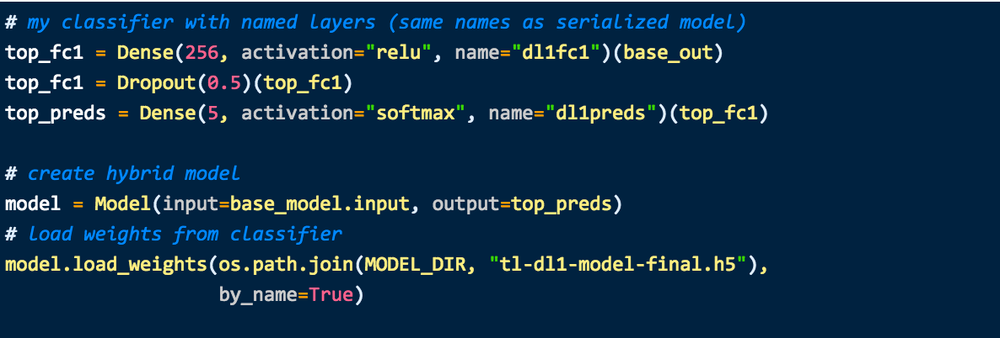 # my classifier with named layers (same names as serialized model)
top_fc1 = Dense(256, activation="relu", name="dl1fc1")(base_out)
top_fc1 = Dropout(0.5)(top_fc1)
top_preds = Dense(5, activation="softmax", name="dl1preds")(top_fc1)

# create hybrid model
model = Model(input=base_model.input, output=top_preds)
# load weights from classifier
model.load_weights(os.path.join(MODEL_DIR, "tl-dl1-model-final.h5"),
                   by_name=True)